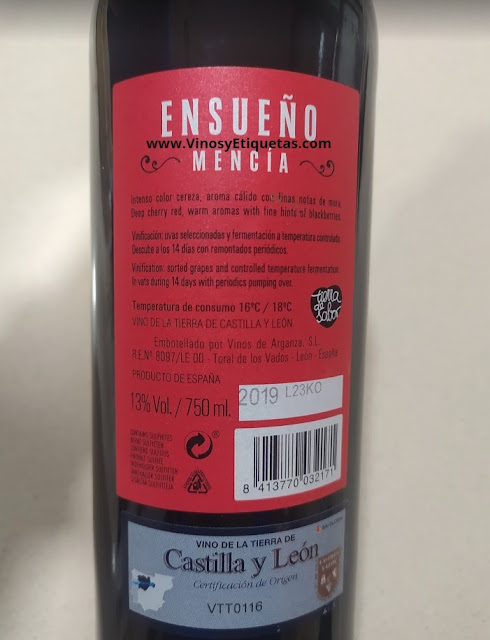 ENSUEÑO
www.VinosyEtiquetas.com
MENCÍA
Intenso color cereza, aroma cálido con finas notas de mora.
Deep cherry red, warm aromas with fine hints of blackberries
Vinificación: uvas seleccionadas y fermentación a temperatura controlada.
Descube a los 14 días con remontados periódicos.
Vinification: sorted grapes and controlled temperature fermentation.
In vats during 14 days with periodics pumping over.
Temperatura de consumo 16ºC / 18ºC
VINO DE LA TIERRA DE CASTILLA Y LEÓN
tierra de sabor
Embotellado por Vinos de Arganza, S.L.
R.E.Nº 8097/LE 00 - Toral de los Vados - León - España
PRODUCTO DE ESPAÑA
13% Vol. / 750 ml.
2019 L23KO
CONTAINS SULPHITES
8 413770 032171
VINO DE LA TIERRA DE
Castilla y León
Certificación de Origen
VTT0116